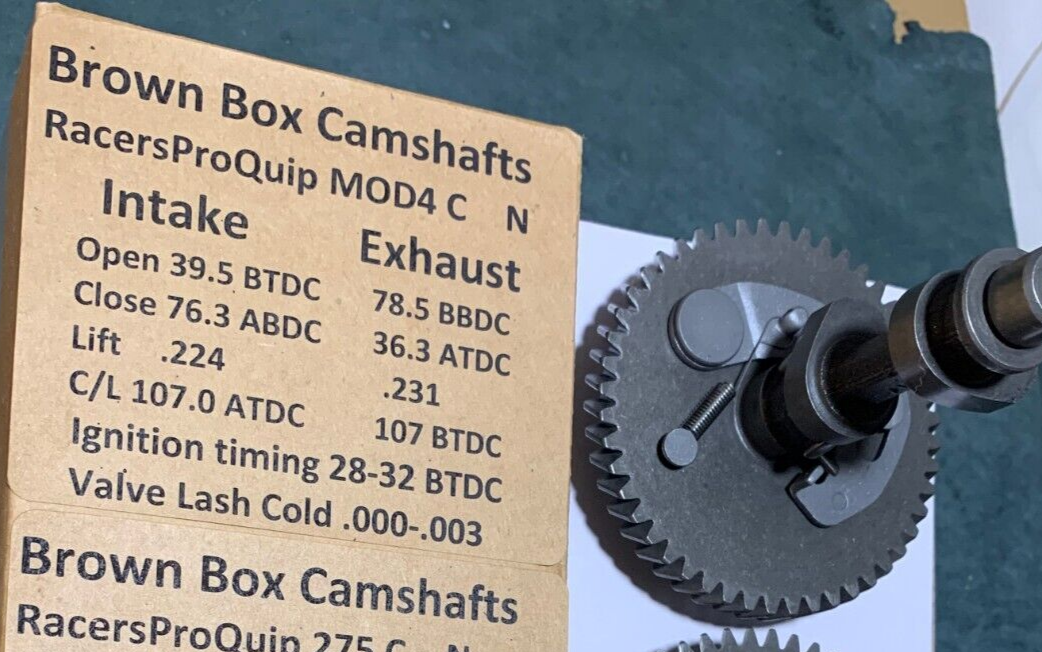 Brown Box Camshafts
RacersProQuip MOD4 C N
Intake Exhaust
Open 39.5 BTDC 78.5 BBDC
Close 76.3 ABDC 36.3 ATDC
Lift .224 .231
C/L 107.0 ATDC 107 BTDC
Ignition timing 28-32 BTDC
Valve Lash Cold .000-.003
Brown Box Camshafts
RacersProQuip 275 C N